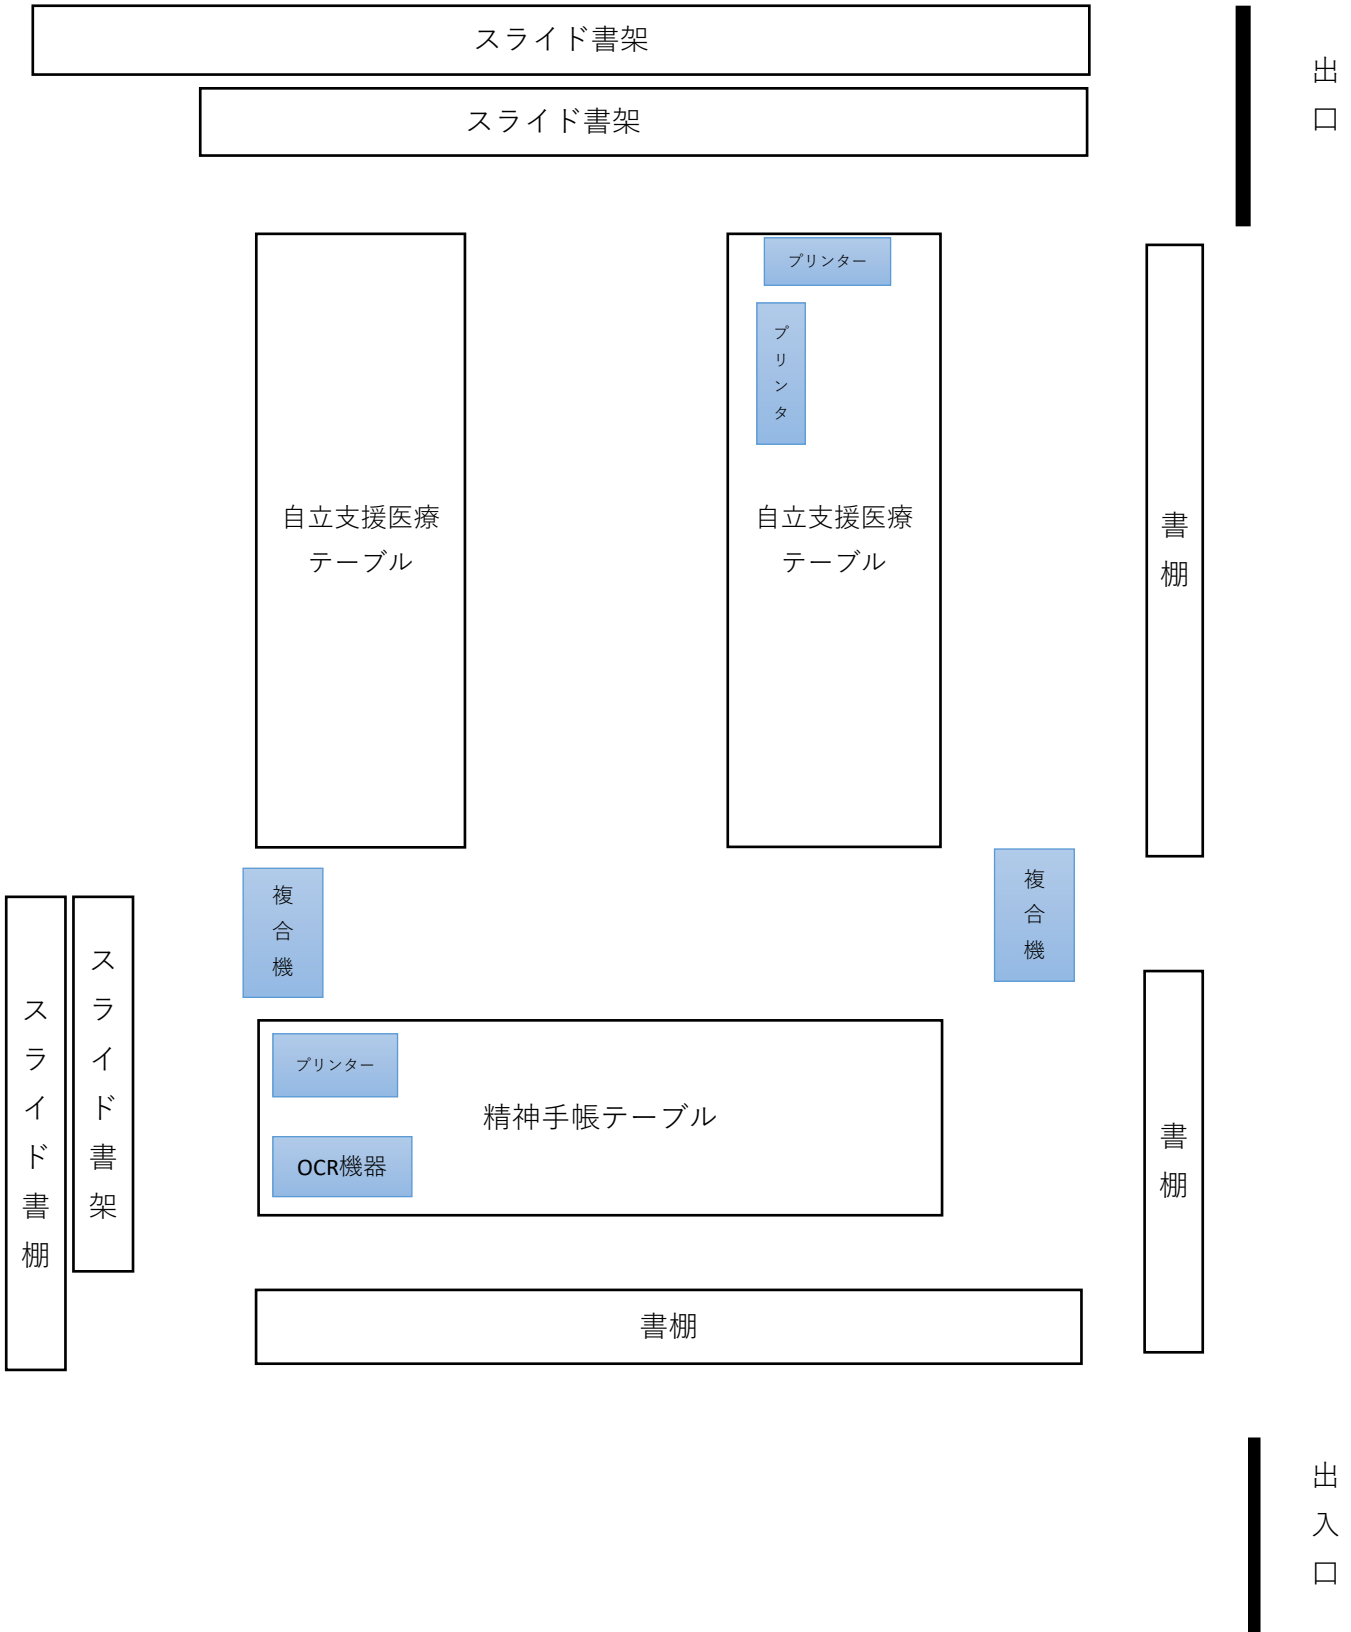 スライド書架
出口
スライド書架
プリンター
プリンタ
自立支援医療
テーブル
自立支援医療
テーブル
書棚
複合機
複合機
スライド書棚
スライド書架
プリンター
精神手帳テーブル
OCR機器
書棚
書棚
出入口